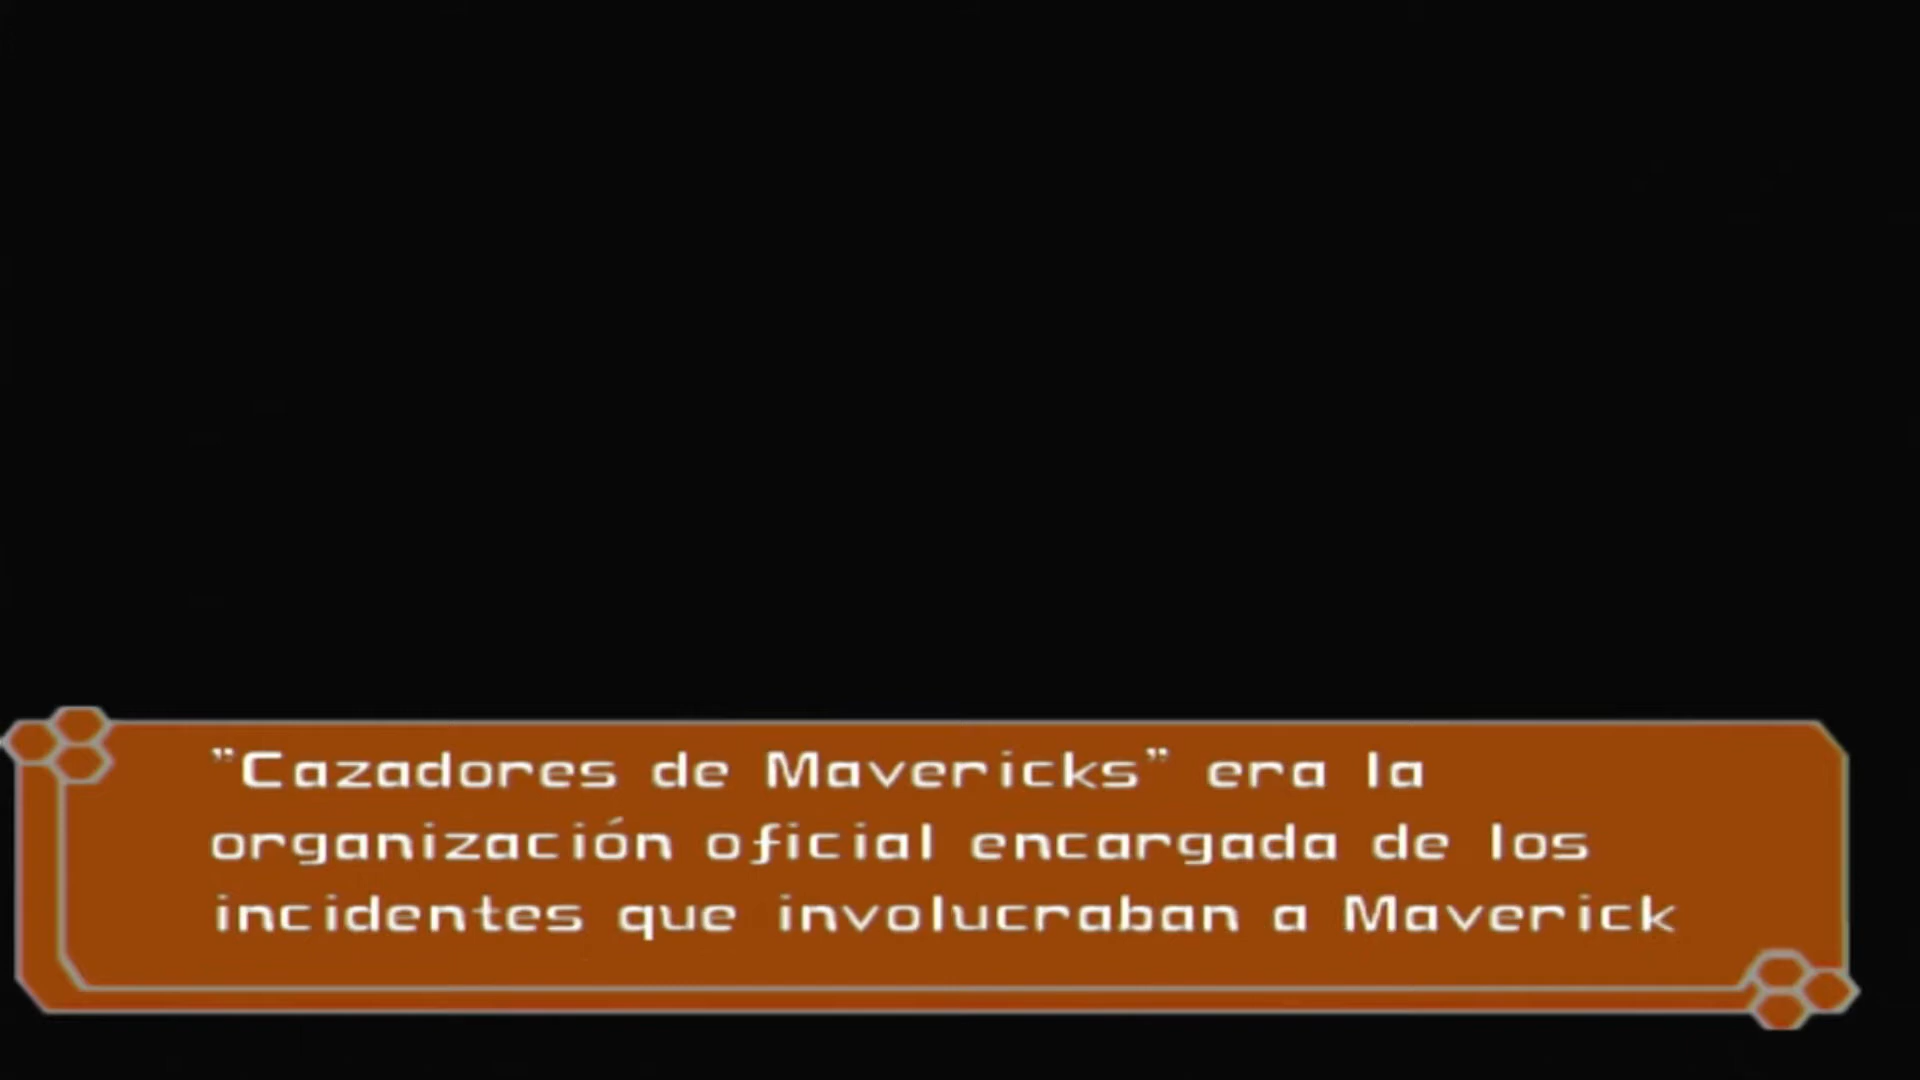 "Cazadores de Mavericks" era la
organización oficial encargada de los
incidentes que involucraban a Maverick